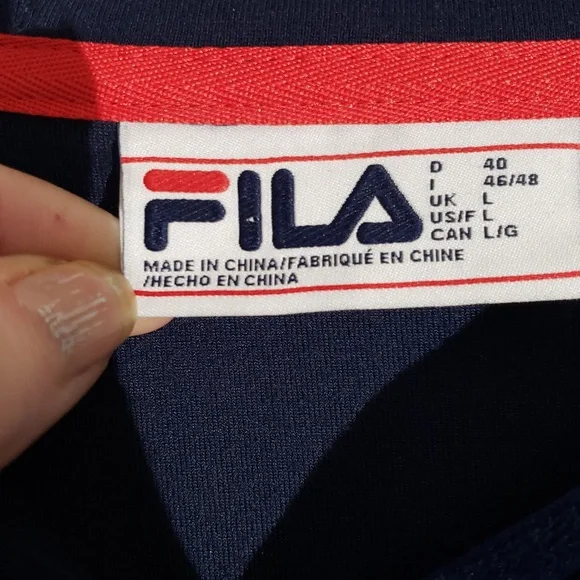 FILA
D 40
I 46/48
UK L
US/F L
CAN L/G
MADE IN CHINA/FABRIQUÉ EN CHINE
/HECHO EN CHINA